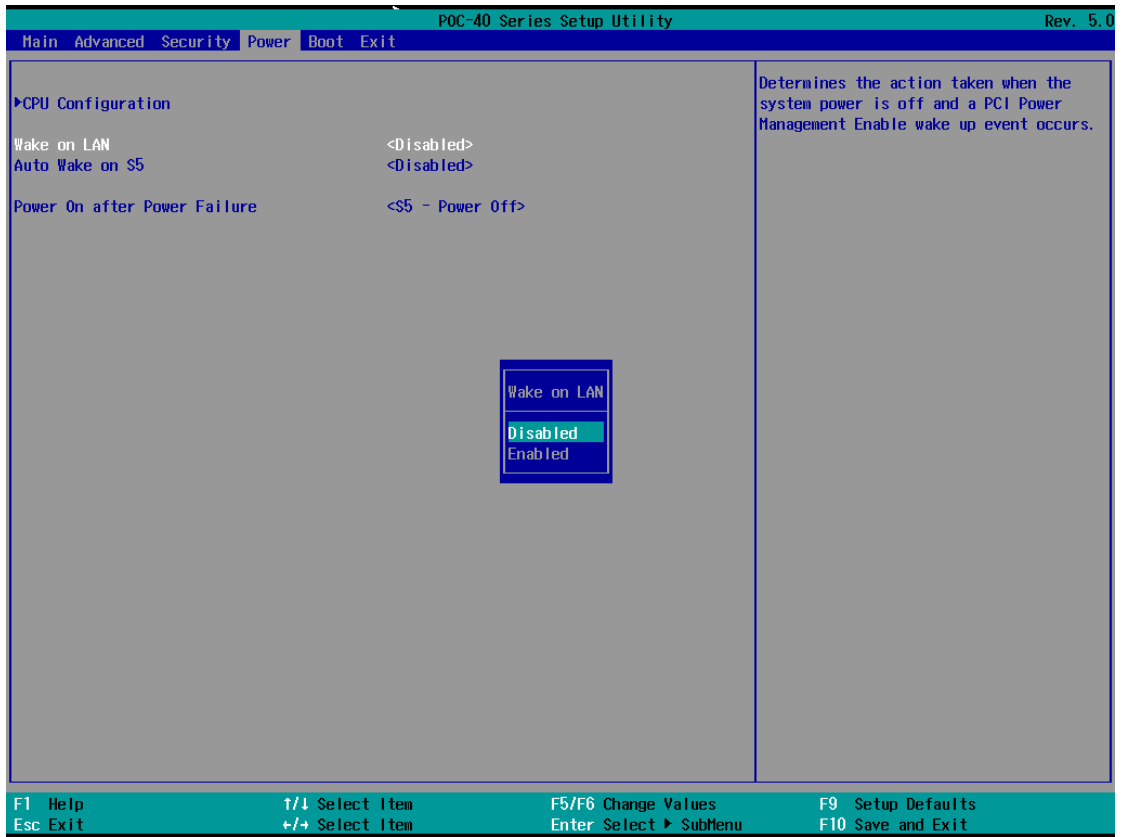 POC-40 Series Setup Utility Rev. 5.0
Main Advanced Security Power Boot Exit
▶CPU Configuration
Wake on LAN <Disabled>
Auto Wake on S5 <Disabled>
Power On after Power Failure <S5 - Power Off>
Determines the action taken when the
system power is off and a PCI Power
Management Enable wake up event occurs.
Wake on LAN
Disabled
Enabled
F1 Help ↑/↓ Select Item F5/F6 Change Values F9 Setup Defaults
Esc Exit ←/→ Select Item Enter Select ▶ SubMenu F10 Save and Exit